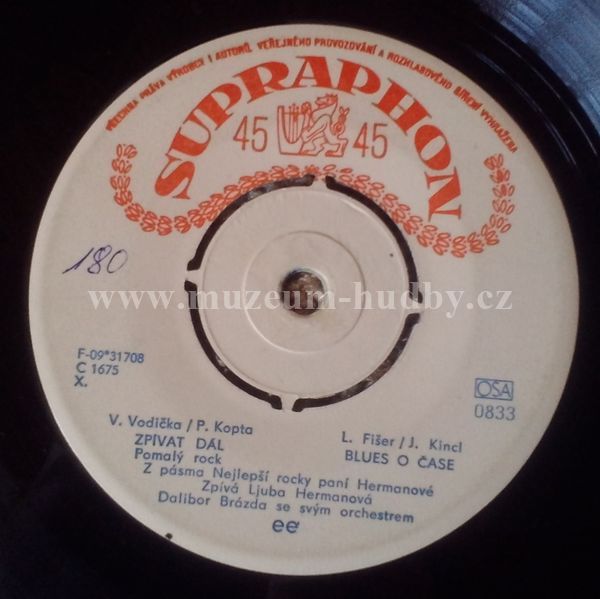 VŠECHNA PRÁVA VÝROBCE I AUTORŮ VEŘEJNÉHO PROVOZOVÁNÍ A ROZHLASOVÉHO ŠÍŘENÍ VYHRAZENA
SUPRAPHON
45 45
180
www.muzeum-hudby.cz
F-09*31708
C 1675
X.
OSA
0833
V. Vodička/P. Kopta
ZPÍVAT DÁL
Pomalý rock
L. Fišer/J. Kincl
BLUES O ČASE
Z pásma Nejlepší rocky paní Hermanové
Zpívá Ljuba Hermanová
Dalibor Brázda se svým orchestrem